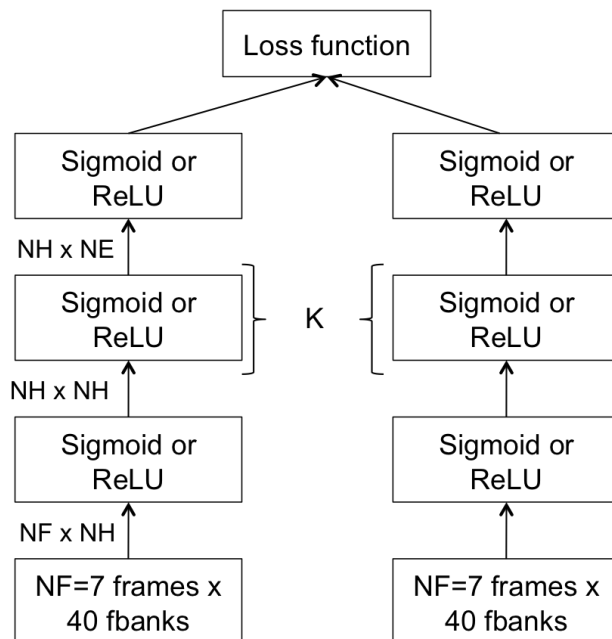 Loss function
Sigmoid or
ReLU
Sigmoid or
ReLU
NH x NE
Sigmoid or
ReLU
K
Sigmoid or
ReLU
NH x NH
Sigmoid or
ReLU
Sigmoid or
ReLU
NF x NH
NF=7 frames x
40 fbanks
NF=7 frames x
40 fbanks